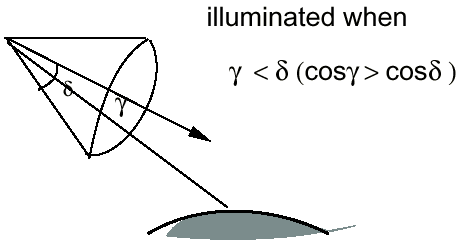 illuminated when
γ < δ (cosγ > cosδ )
δ
γ